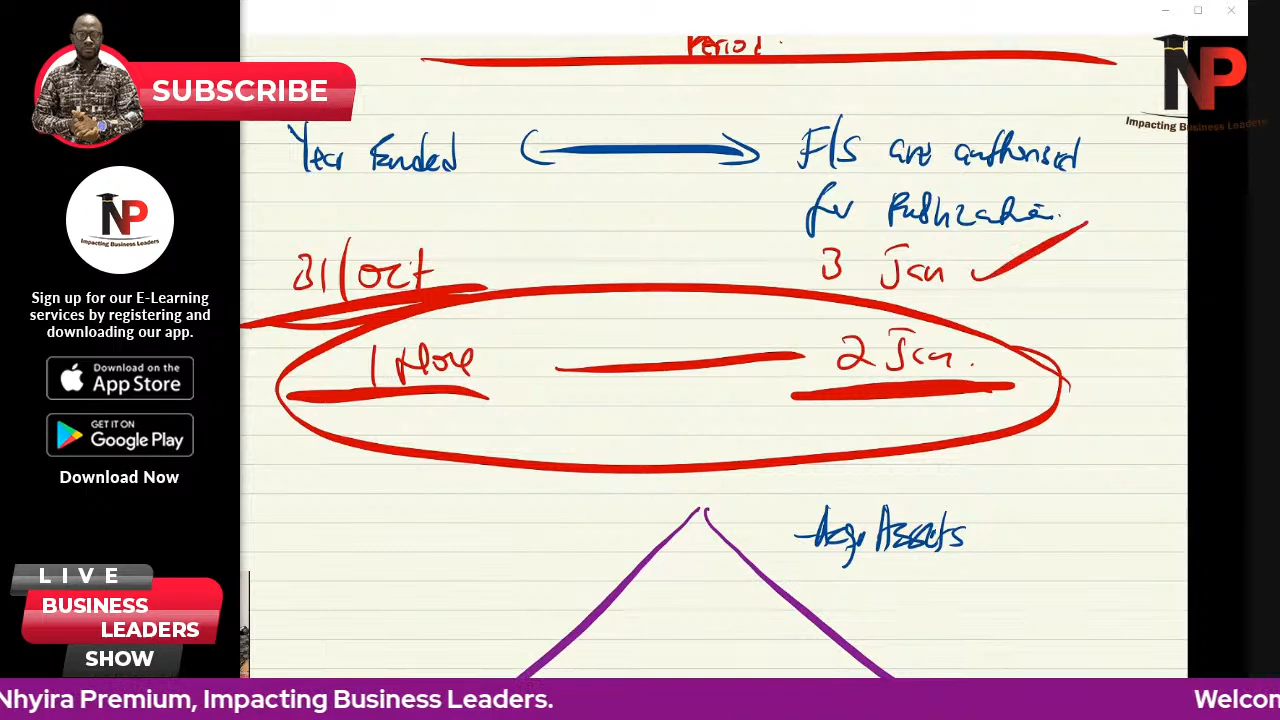 Period.
SUBSCRIBE
NP
Impacting Business Leaders
Year Ended
F/S are authorised
for Publication.
31/Oct
3 Jan
1 Nov
2 Jan.
NP
Impacting Business Leaders
Sign up for our E-Learning
services by registering and
downloading our app.
Download on the
App Store
GET IT ON
Google Play
Download Now
Assets
LIVE
BUSINESS
LEADERS
SHOW
Nhyira Premium, Impacting Business Leaders.
Welcon